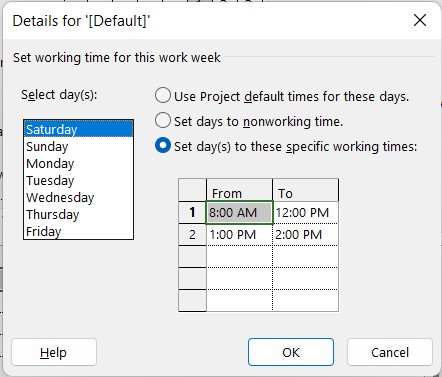 Details for '[Default]'
Set working time for this work week
Select day(s):
Use Project default times for these days.
Set days to nonworking time.
Set day(s) to these specific working times:
Saturday
Sunday
Monday
Tuesday
Wednesday
Thursday
Friday
From To
1 8:00 AM 12:00 PM
2 1:00 PM 2:00 PM
Help OK Cancel